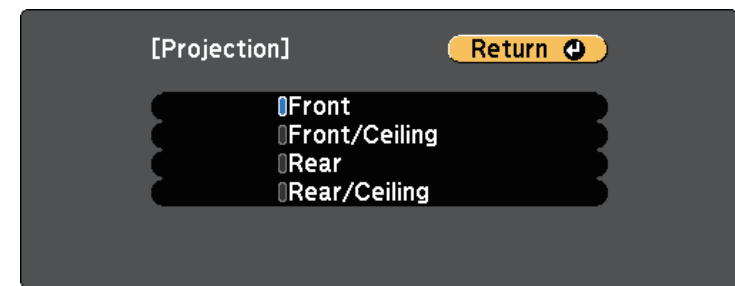 [Projection] Return
Front
Front/Ceiling
Rear
Rear/Ceiling